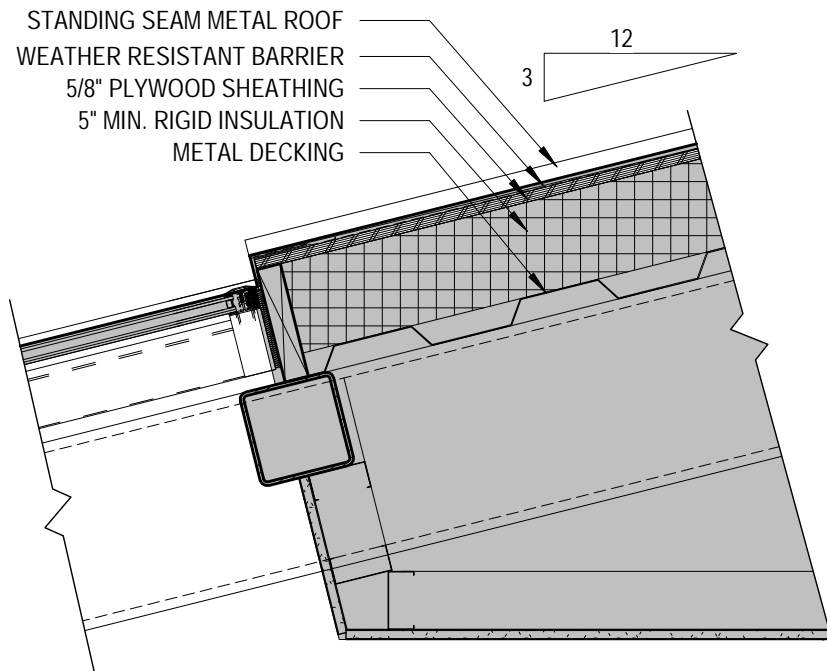 STANDING SEAM METAL ROOF
WEATHER RESISTANT BARRIER
5/8" PLYWOOD SHEATHING
5" MIN. RIGID INSULATION
METAL DECKING
12
3